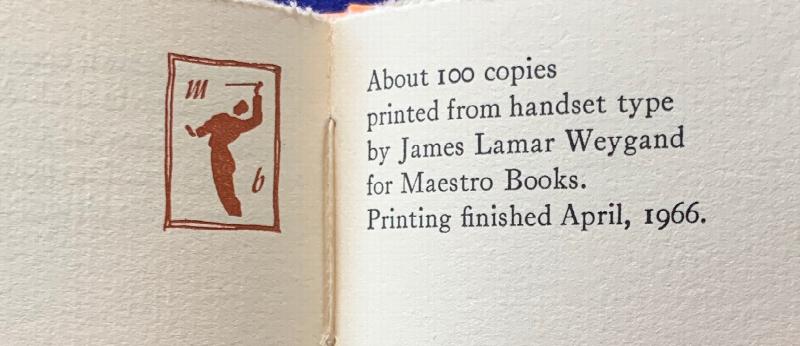 m
b
About 100 copies
printed from handset type
by James Lamar Weygand
for Maestro Books.
Printing finished April, 1966.